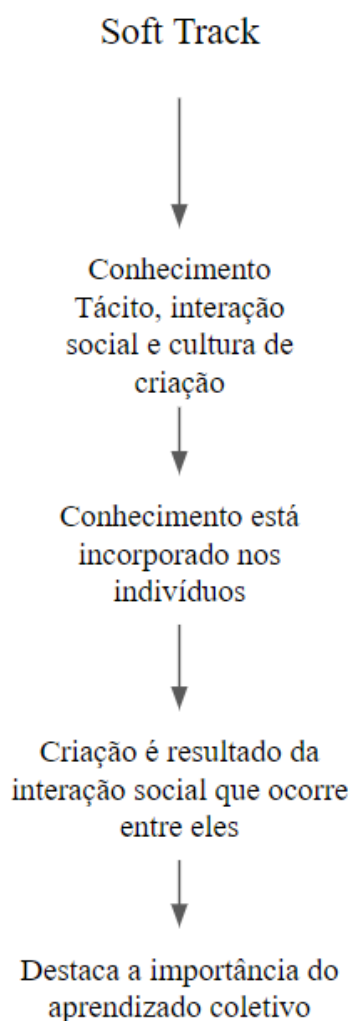 Soft Track
Conhecimento
Tácito, interação
social e cultura de
criação
Conhecimento está
incorporado nos
indivíduos
Criação é resultado da
interação social que ocorre
entre eles
Destaca a importância do
aprendizado coletivo